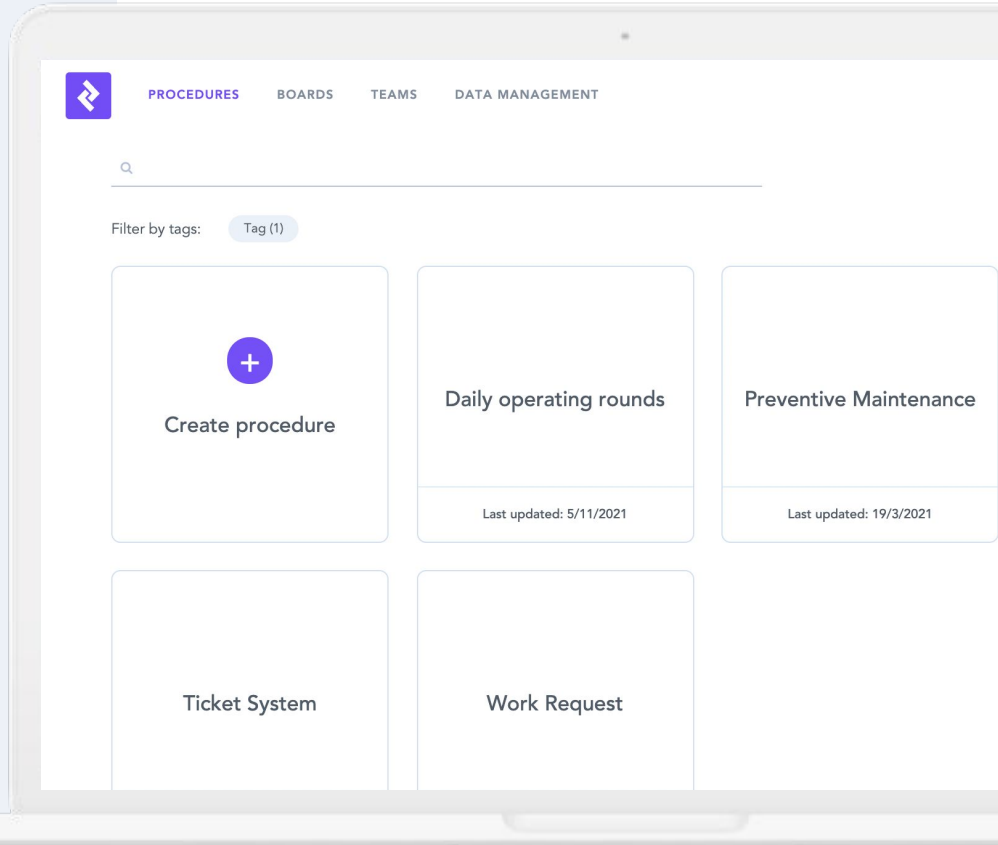 PROCEDURES BOARDS TEAMS DATA MANAGEMENT
Filter by tags: Tag (1)
+
Create procedure
Daily operating rounds
Last updated: 5/11/2021
Preventive Maintenance
Last updated: 19/3/2021
Ticket System
Work Request